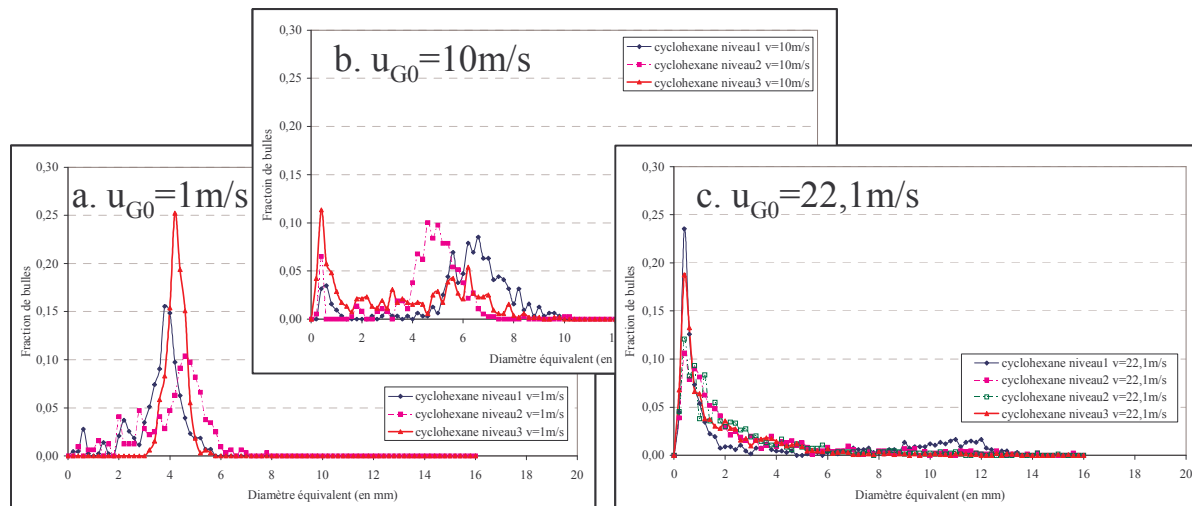 0,30
b. uG0=10m/s
cyclohexane niveau1 v=10m/s
cyclohexane niveau2 v=10m/s
cyclohexane niveau3 v=10m/s
0,25
0,20
0,15
0,10
0,05
0,00
Fractoin de bulles
0 2 4 6 8 10 1
Diamètre équivalent (en
0,30
a. uG0=1m/s
0,25
0,20
0,15
0,10
0,05
0,00
Fraction de bulles
cyclohexane niveau1 v=1m/s
cyclohexane niveau2 v=1m/s
cyclohexane niveau3 v=1m/s
0 2 4 6 8 10 12 14 16 18 20
Diamètre équivalent (en mm)
0,30
c. uG0=22,1m/s
0,25
0,20
0,15
0,10
0,05
0,00
Fraction de bulles
cyclohexane niveau1 v=22,1m/s
cyclohexane niveau2 v=22,1m/s
cyclohexane niveau2 v=22,1m/s
cyclohexane niveau3 v=22,1m/s
0 2 4 6 8 10 12 14 16 18 20
Diamètre équivalent (en mm)